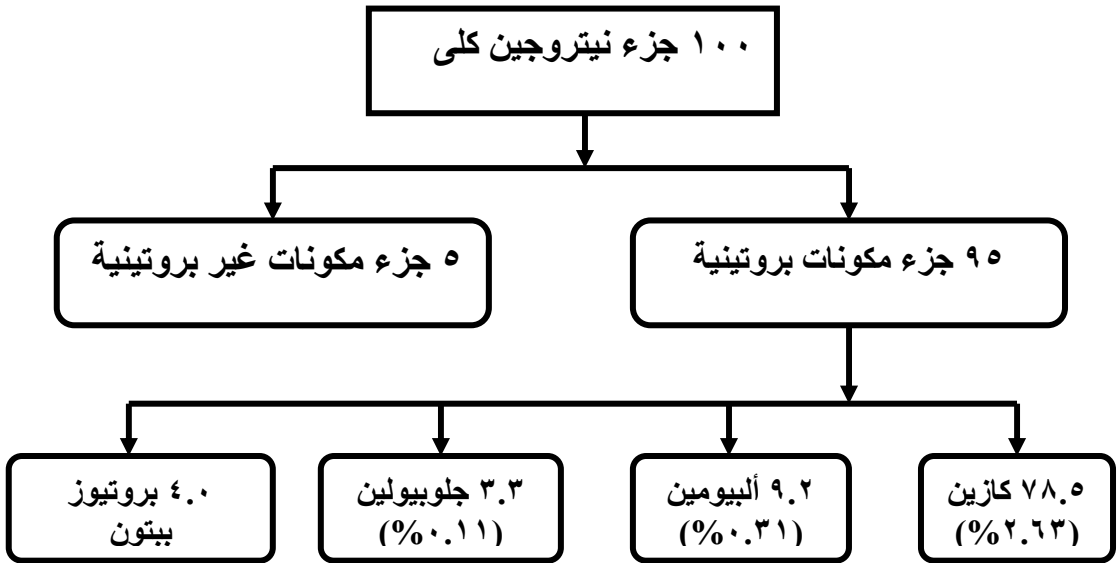 ١٠٠ جزء نيتروجين كلى
٩٥ جزء مكونات بروتينية
٥ جزء مكونات غير بروتينية
٧٨.٥ كازين
(%٢.٦٣)
٩.٢ ألبيومين
(%٠.٣١)
٣.٣ جلوبيولين
(%٠.١١)
٤.٠ بروتيوز
ببتون